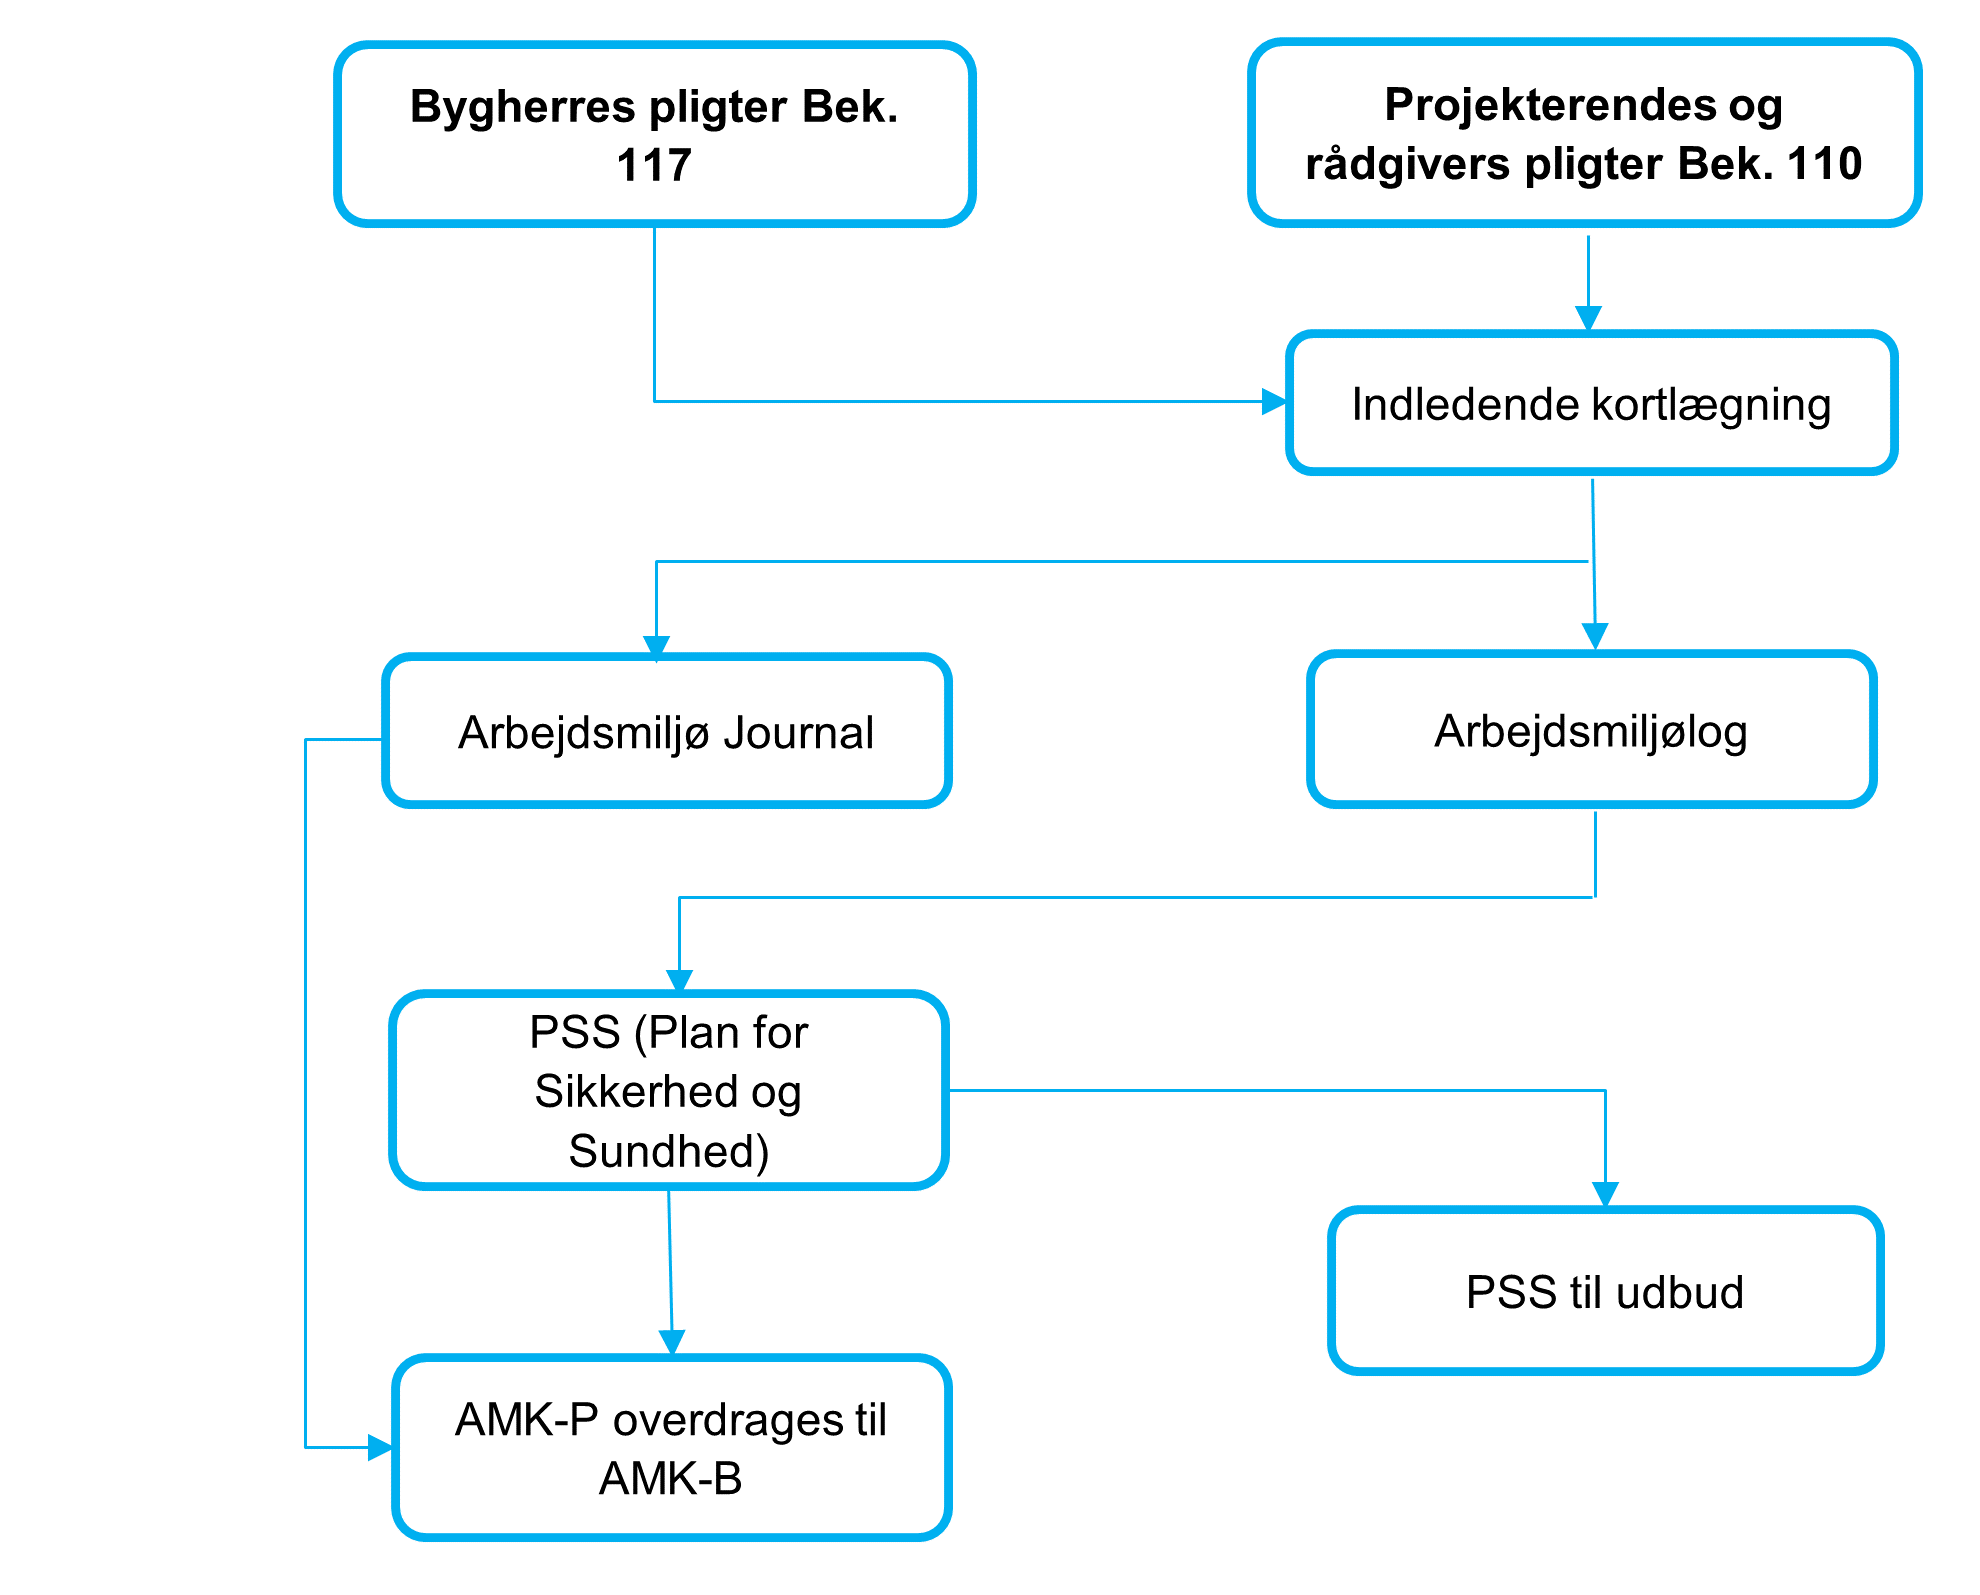 Bygherres pligter Bek.
117
Projekterendes og
rådgivers pligter Bek. 110
Indledende kortlægning
Arbejdsmiljø Journal
Arbejdsmiljølog
PSS (Plan for
Sikkerhed og
Sundhed)
PSS til udbud
AMK-P overdrages til
AMK-B